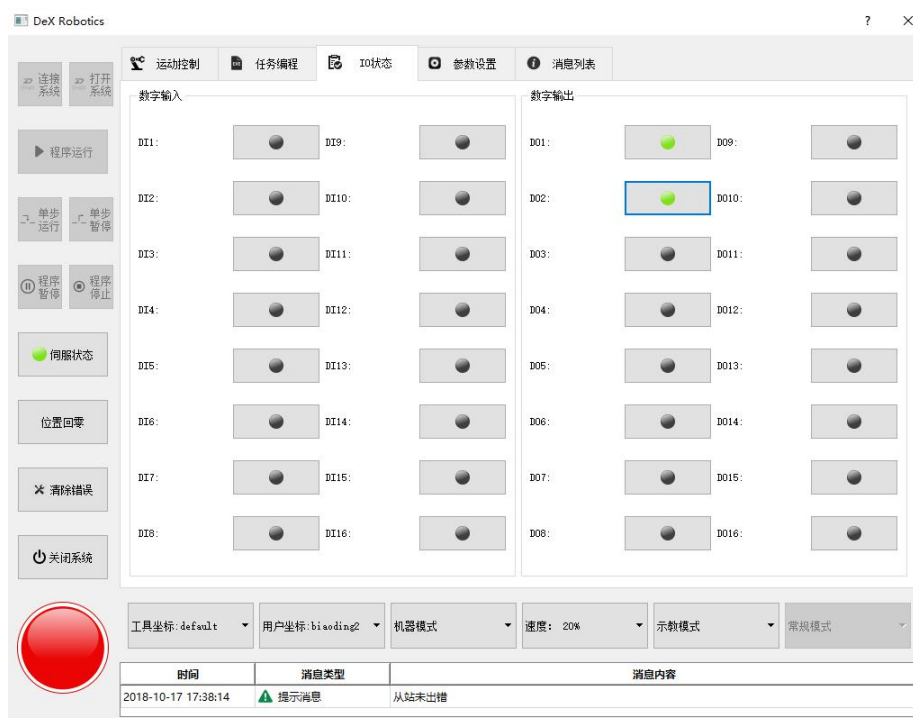 DeX Robotics
?
运动控制
任务编程
IO状态
参数设置
消息列表
连接
系统
打开
系统
程序运行
单步
运行
单步
暂停
程序
暂停
程序
停止
伺服状态
位置回零
清除错误
关闭系统
数字输入
DI1:
DI9:
DI2:
DI10:
DI3:
DI11:
DI4:
DI12:
DI5:
DI13:
DI6:
DI14:
DI7:
DI15:
DI8:
DI16:
数字输出
DO1:
DO9:
DO2:
DO10:
DO3:
DO11:
DO4:
DO12:
DO5:
DO13:
DO6:
DO14:
DO7:
DO15:
DO8:
DO16:
工具坐标:default
用户坐标:biaoding2
机器模式
速度: 20%
示教模式
常规模式
时间 消息类型 消息内容
2018-10-17 17:38:14 提示消息 从站未出错